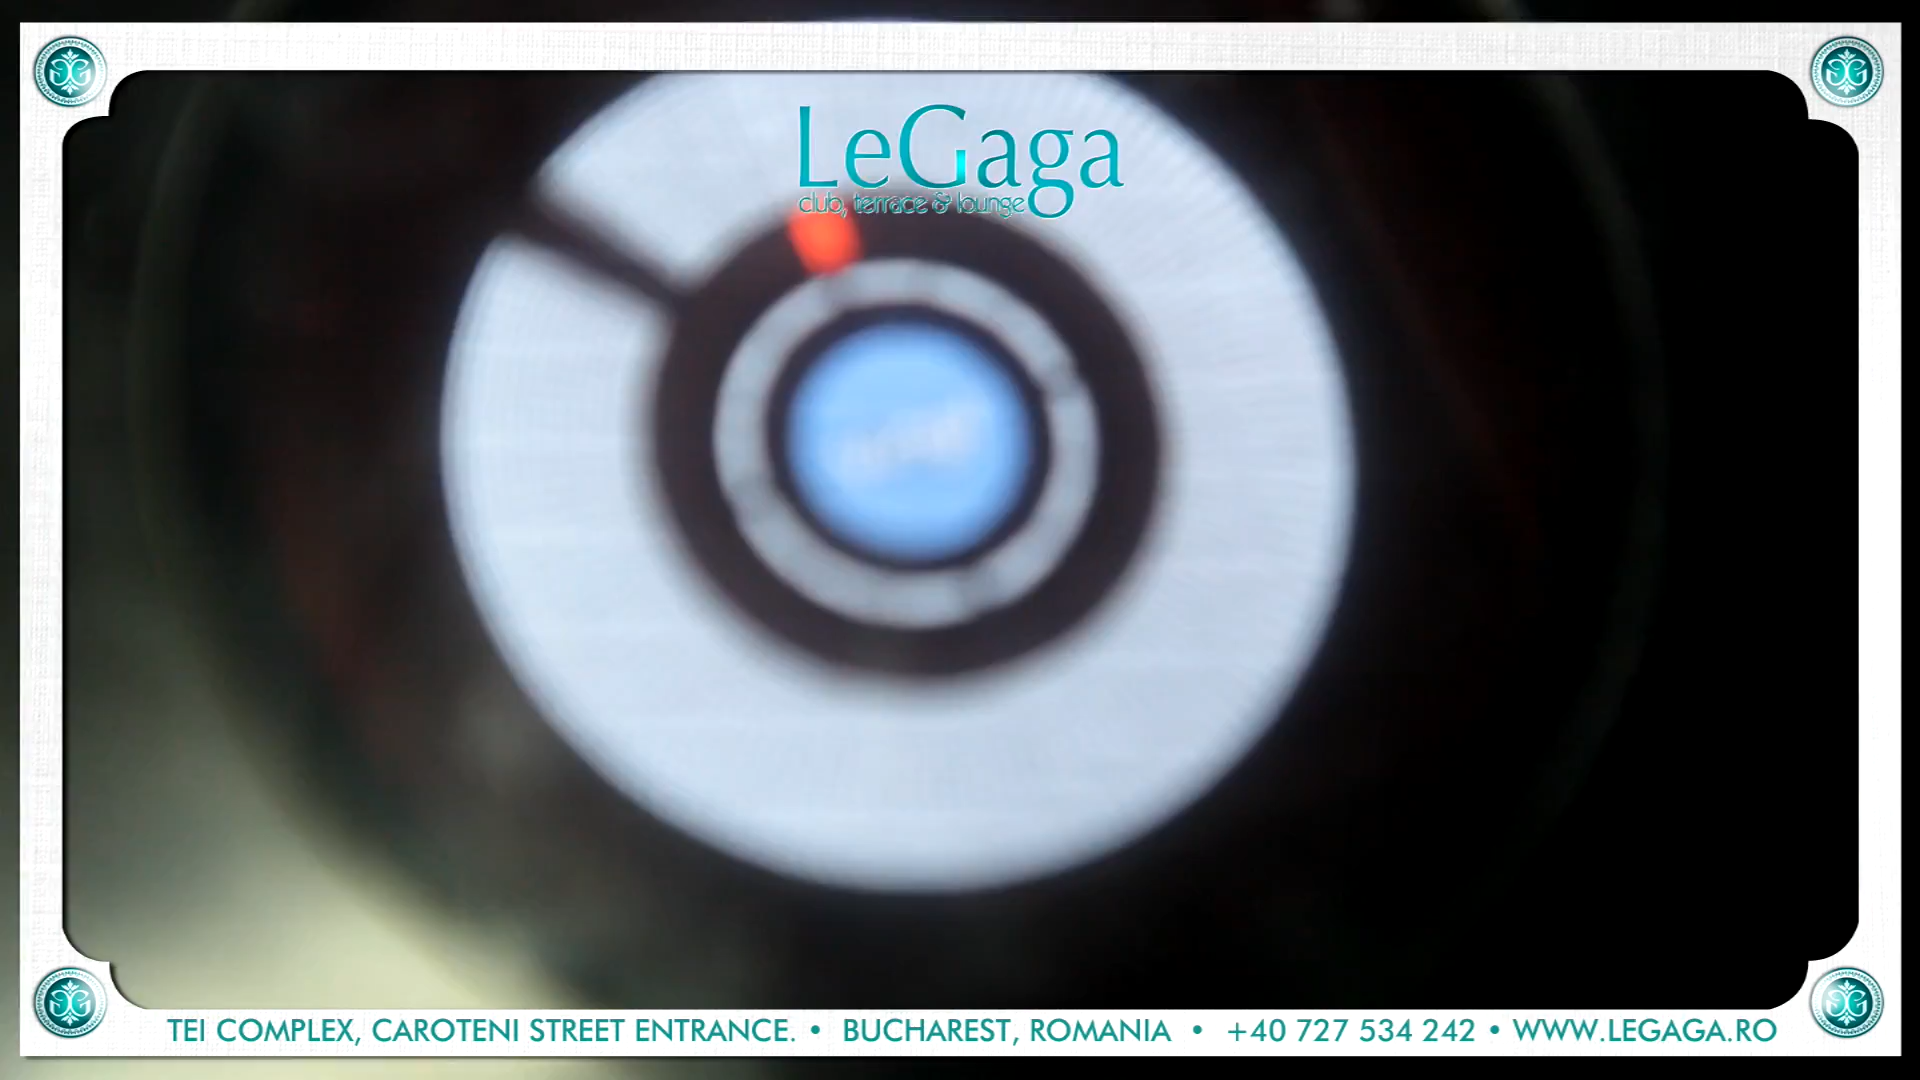 LeGaga
club, terrace & lounge
TEI COMPLEX, CAROTENI STREET ENTRANCE. • BUCHAREST, ROMANIA • +40 727 534 242 • WWW.LEGAGA.RO